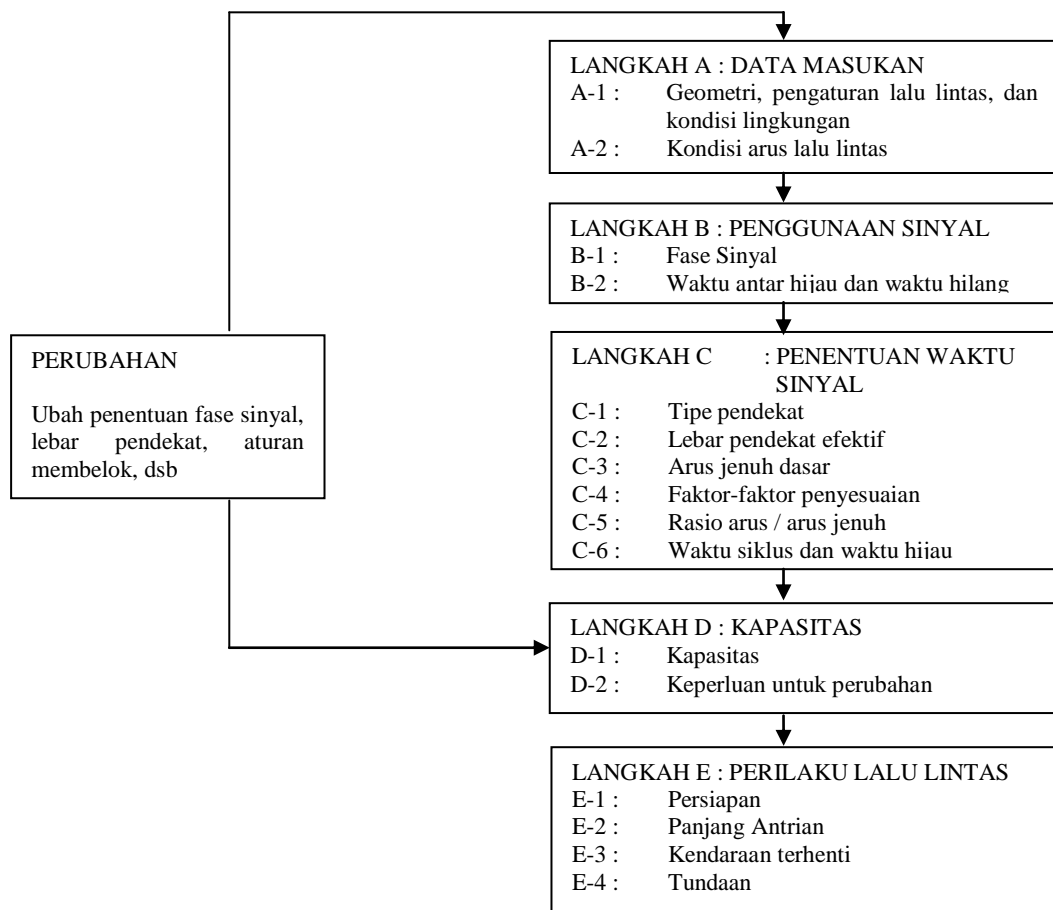 LANGKAH A : DATA MASUKAN
A-1 : Geometri, pengaturan lalu lintas, dan
kondisi lingkungan
A-2 : Kondisi arus lalu lintas
LANGKAH B : PENGGUNAAN SINYAL
B-1 : Fase Sinyal
B-2 : Waktu antar hijau dan waktu hilang
PERUBAHAN
Ubah penentuan fase sinyal,
lebar pendekat, aturan
membelok, dsb
LANGKAH C : PENENTUAN WAKTU
SINYAL
C-1 : Tipe pendekat
C-2 : Lebar pendekat efektif
C-3 : Arus jenuh dasar
C-4 : Faktor-faktor penyesuaian
C-5 : Rasio arus / arus jenuh
C-6 : Waktu siklus dan waktu hijau
LANGKAH D : KAPASITAS
D-1 : Kapasitas
D-2 : Keperluan untuk perubahan
LANGKAH E : PERILAKU LALU LINTAS
E-1 : Persiapan
E-2 : Panjang Antrian
E-3 : Kendaraan terhenti
E-4 : Tundaan